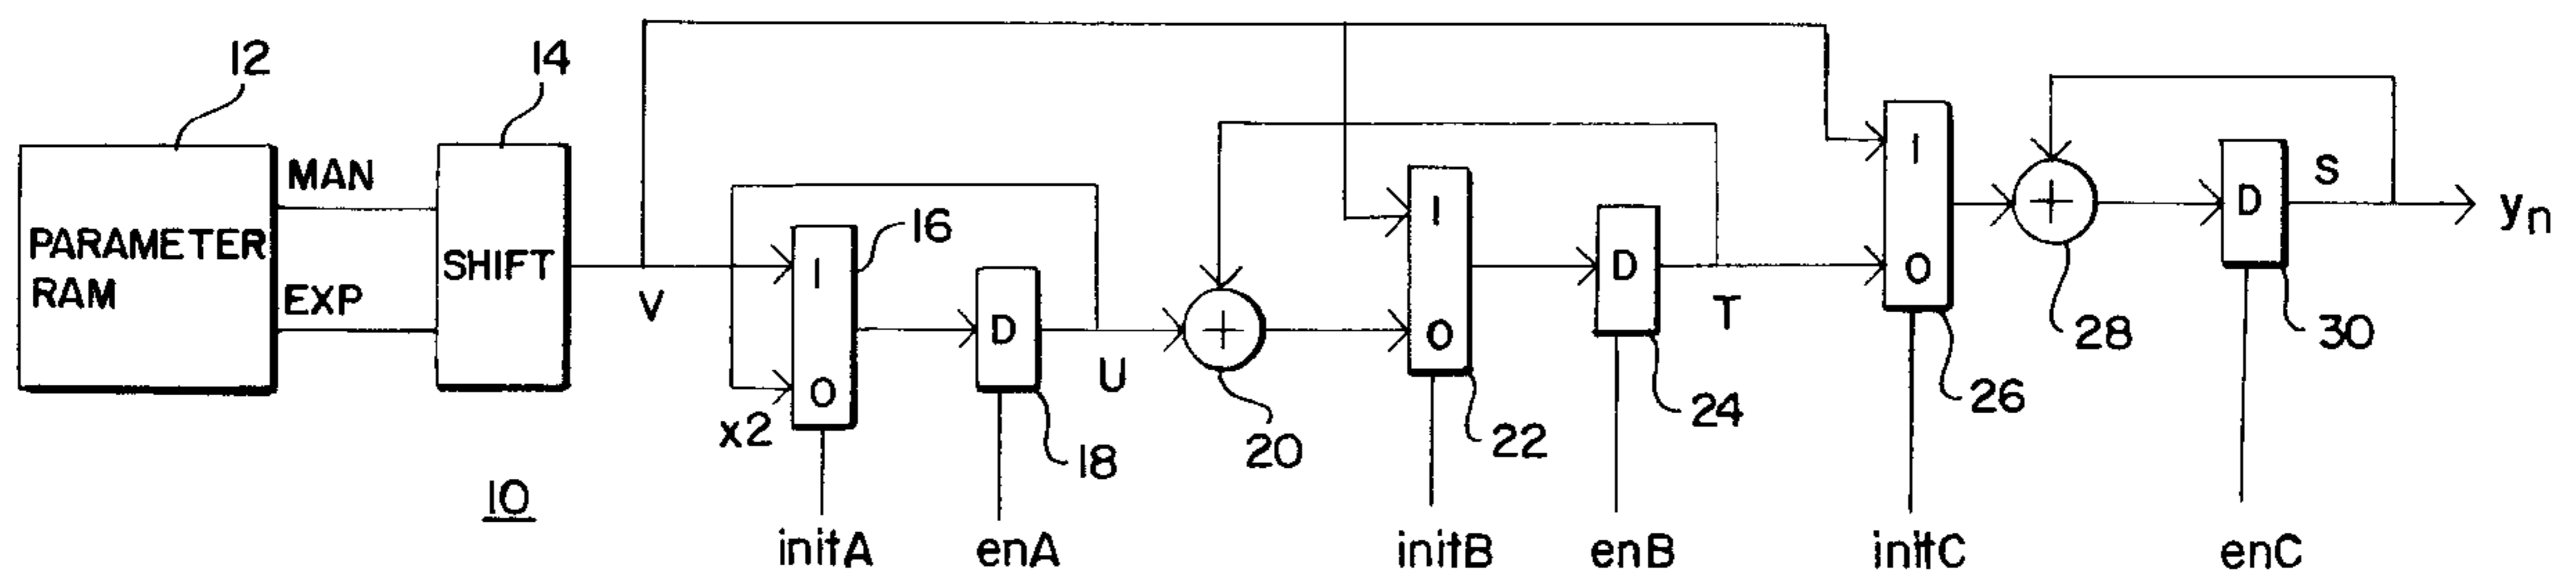 12
14
PARAMETER
RAM
MAN
EXP
SHIFT
V
I
O
x2
16
D
U
18
+
20
I
O
22
D
T
24
I
O
26
+
28
D
S
30
yn
10
initA
enA
initB
enB
initC
enC